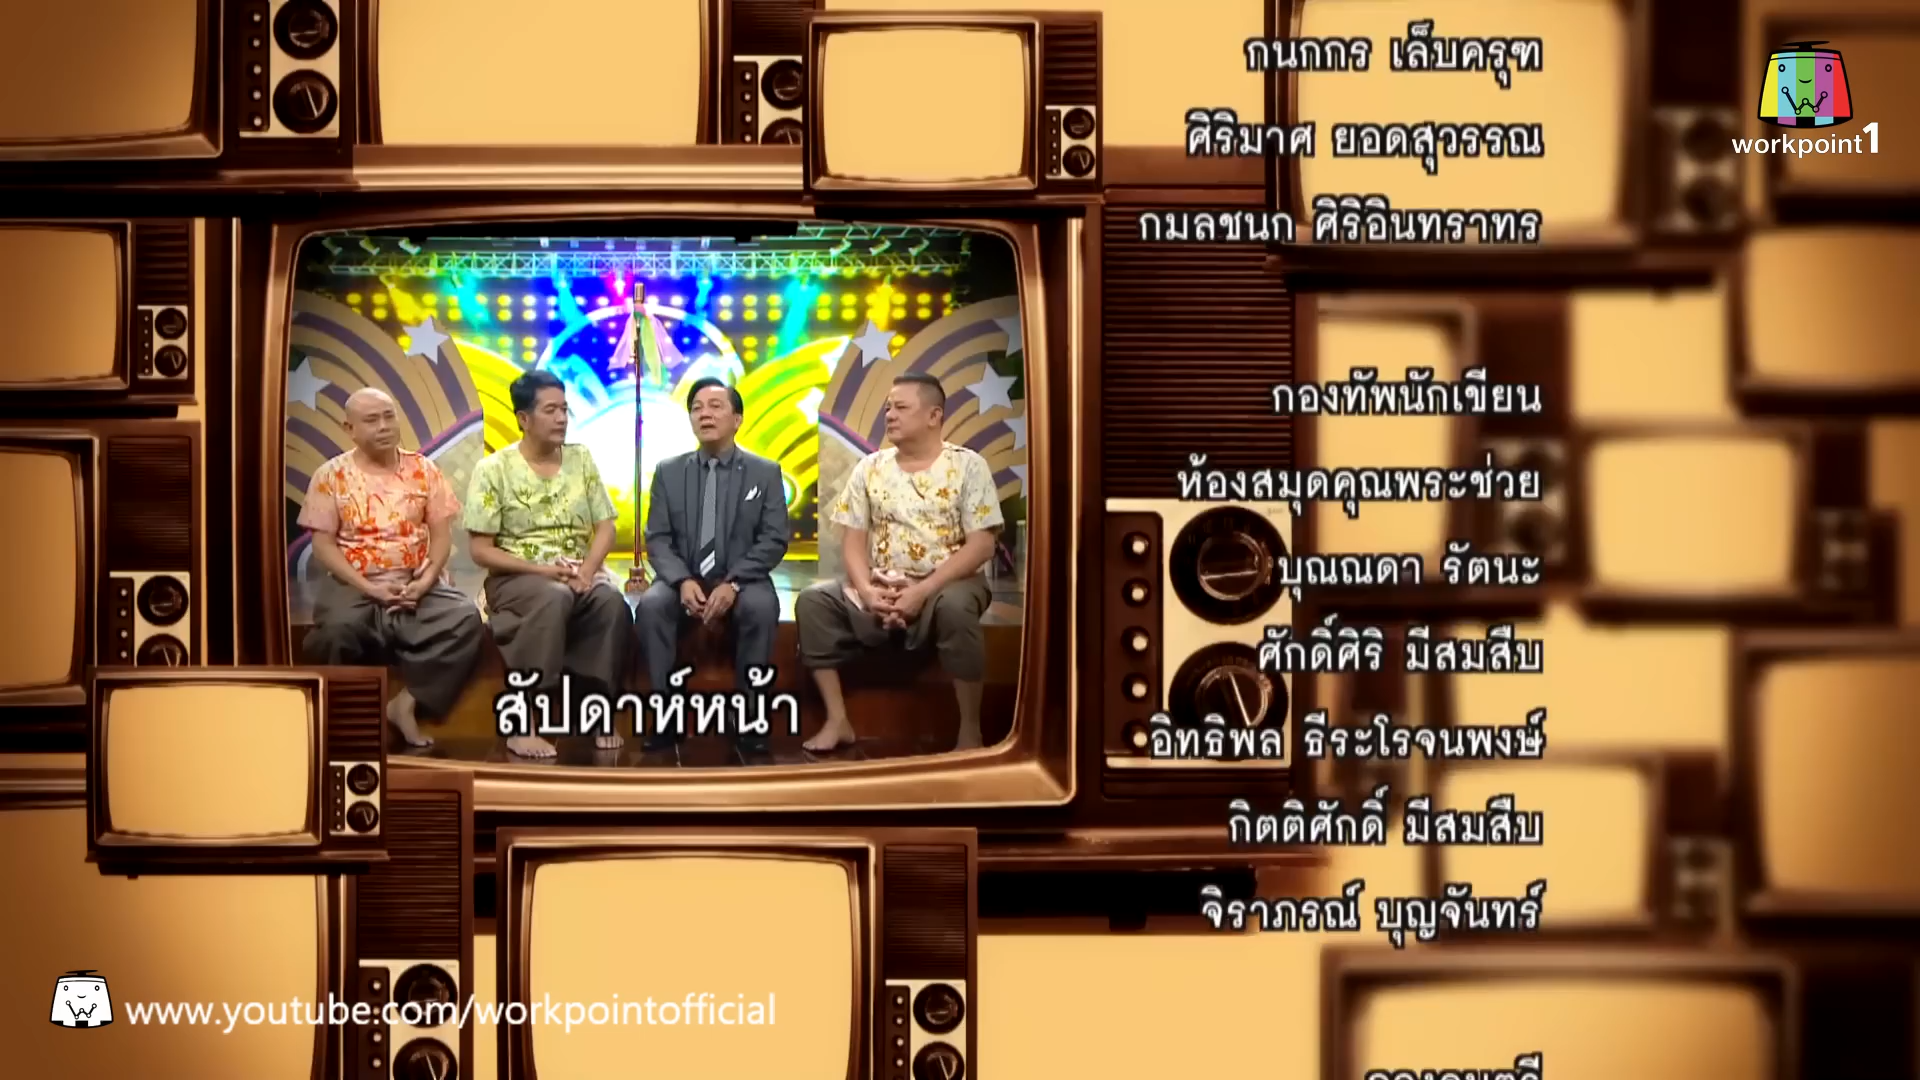 กนกกร เล็บครุฑ
ศิริมาศ ยอดสุวรรณ
workpoint1
กมลชนก ศิริอินทราทร
กองทัพนักเขียน
ห้องสมุดคุณพระช่วย
บุณณดา รัตนะ
ศักดิ์ศิริ มีสมสืบ
สัปดาห์หน้า
อิทธิพล ธีระโรจนพงษ์
กิตติศักดิ์ มีสมสืบ
จิราภรณ์ บุญจันทร์
www.youtube.com/workpointofficial